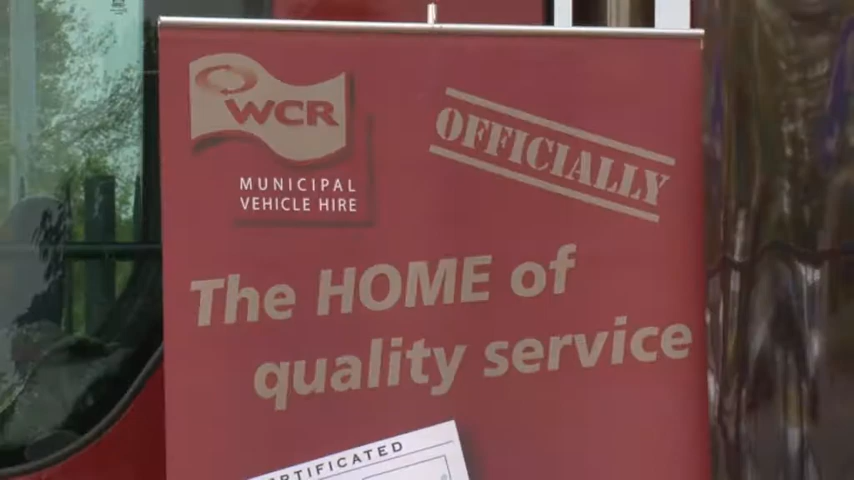 WCR
MUNICIPAL
VEHICLE HIRE
OFFICIALLY
The HOME of
quality service